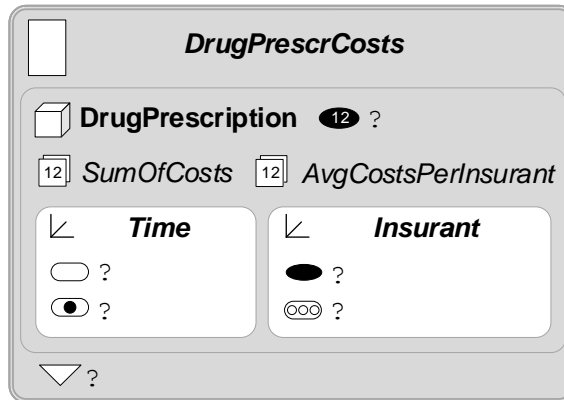 DrugPrescrCosts
DrugPrescription 12 ?
12 SumOfCosts 12 AvgCostsPerInsurant
Time
?
?
Insurant
?
?
?